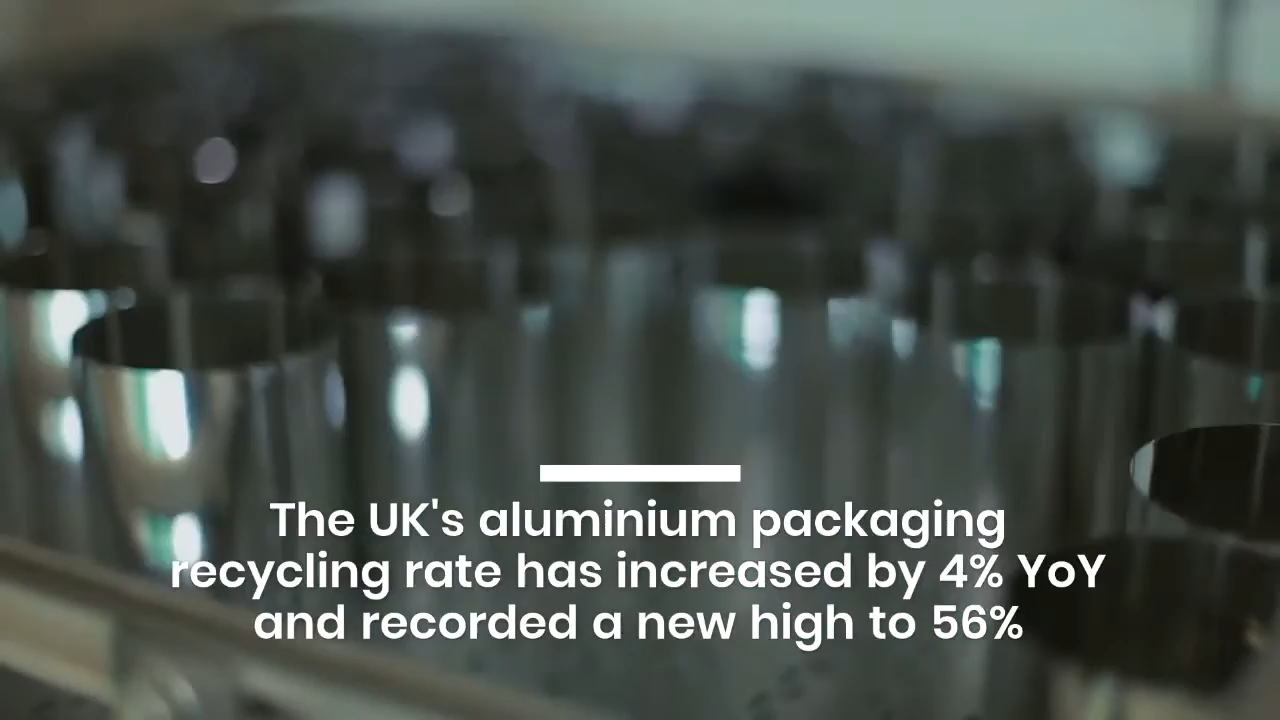 The UK's aluminium packaging
recycling rate has increased by 4% YoY
and recorded a new high to 56%